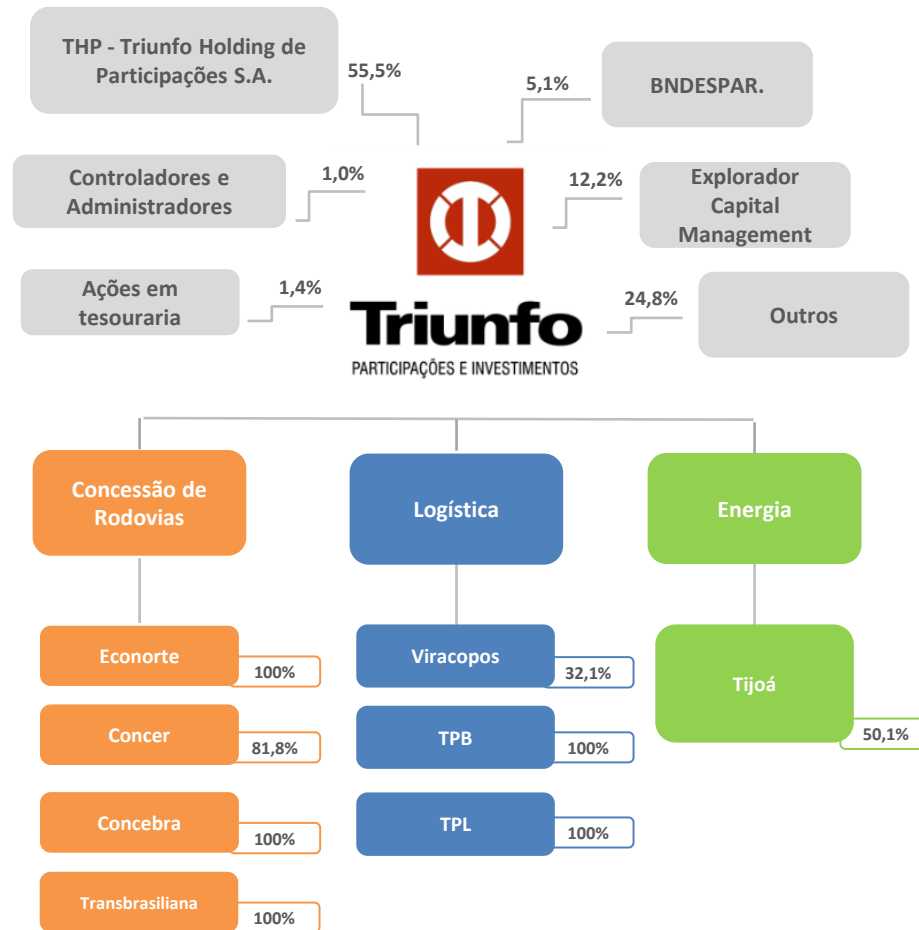 THP - Triunfo Holding de
Participações S.A.
55,5%
5,1%
BNDESPAR.
Controladores e
Administradores
1,0%
12,2%
Explorador
Capital
Management
Ações em
tesouraria
1,4%
24,8%
Outros
Triunfo
PARTICIPAÇÕES E INVESTIMENTOS
Concessão de
Rodovias
Logística
Energia
Econorte
100%
Viracopos
32,1%
Tijoá
50,1%
Concer
81,8%
TPB
100%
Concebra
100%
TPL
100%
Transbrasiliana
100%